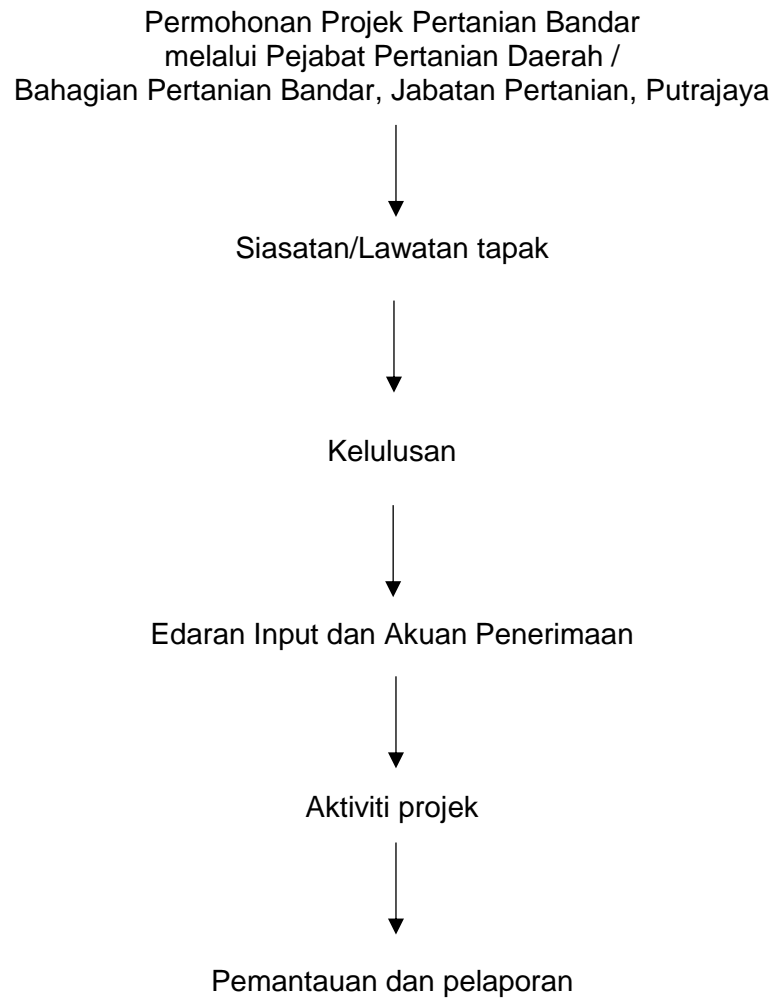 Permohonan Projek Pertanian Bandar
melalui Pejabat Pertanian Daerah /
Bahagian Pertanian Bandar, Jabatan Pertanian, Putrajaya
Siasatan/Lawatan tapak
Kelulusan
Edaran Input dan Akuan Penerimaan
Aktiviti projek
Pemantauan dan pelaporan